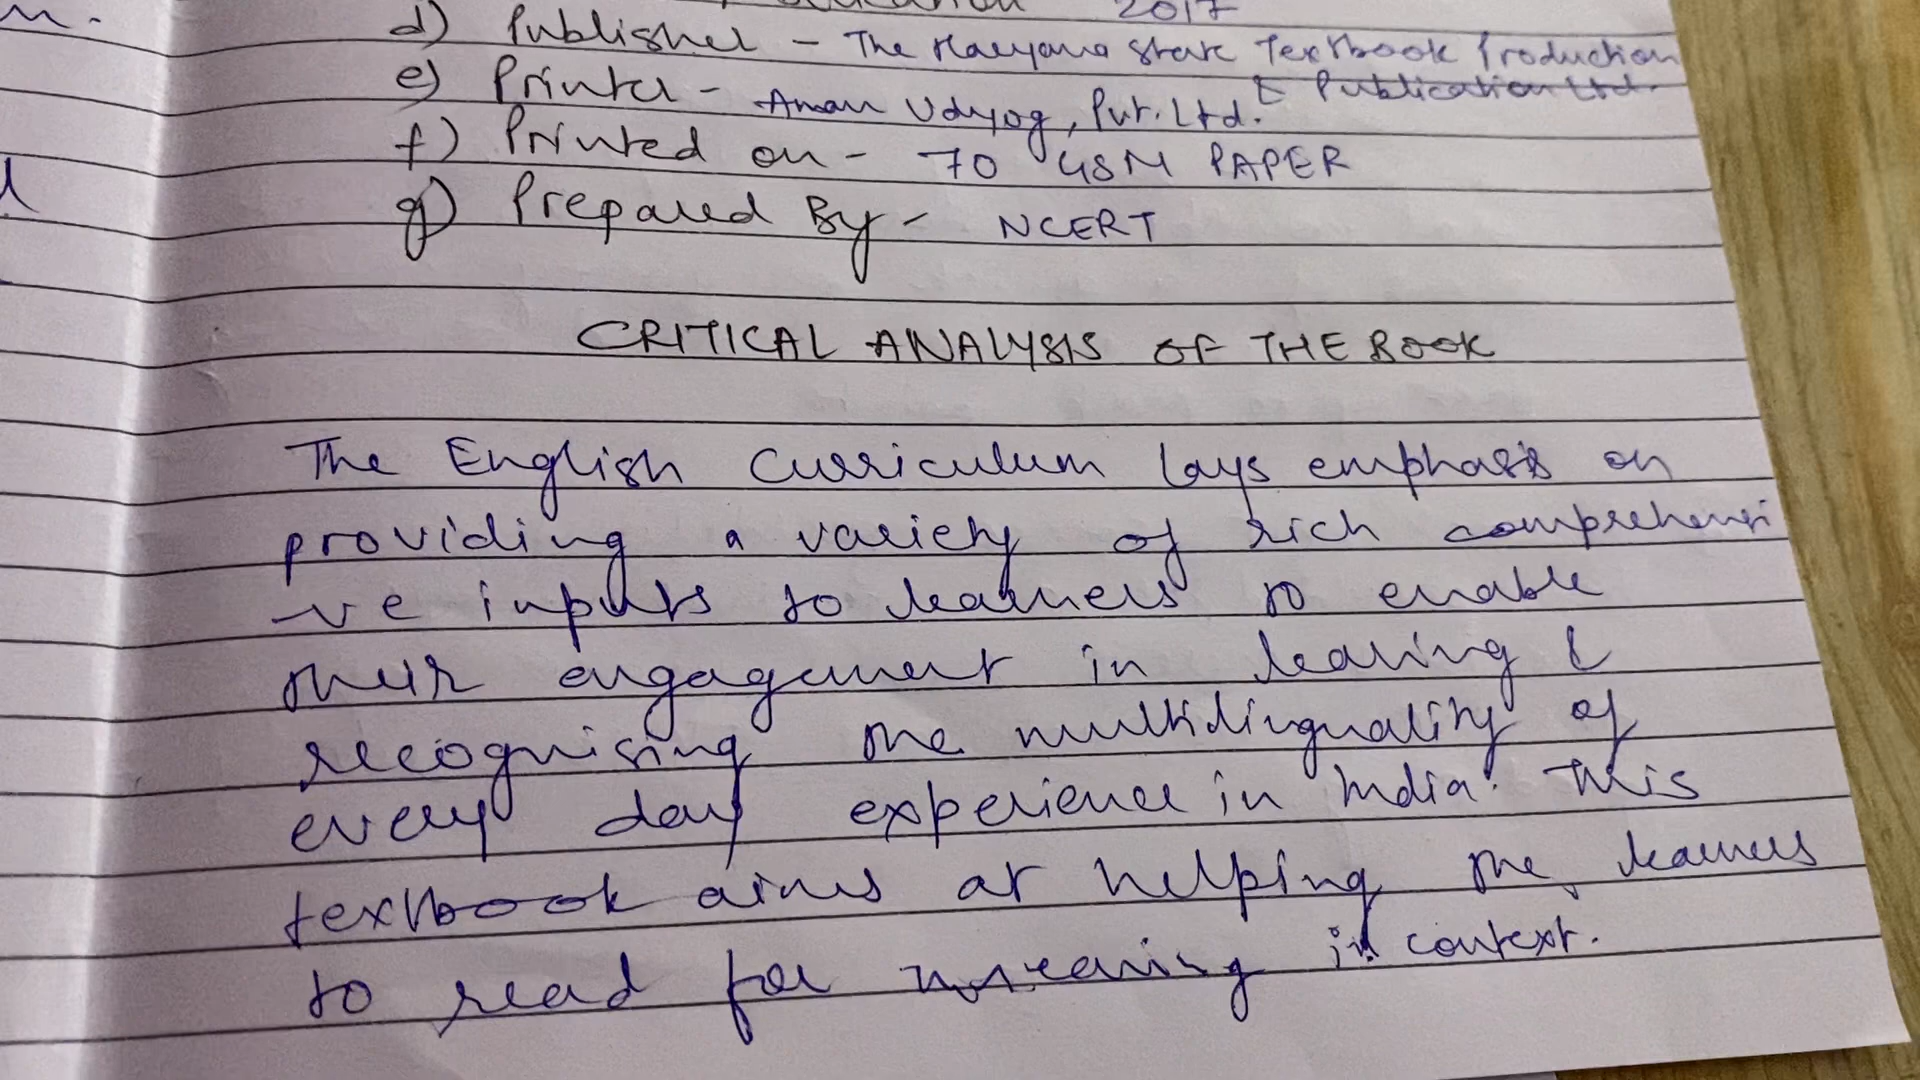 2017
d) Publisher - The Haryana State Textbook Production
& Publication Ltd.
e) Printer - Aman Udyog, Pvt. Ltd.
f) Printed on - 70 GSM PAPER
g) Prepared By - NCERT
CRITICAL ANALYSIS OF THE BOOK
The English Curriculum lays emphasis on
providing a variety of rich comprehensi
-ve inputs to learners to enable
their engagement in learing &
recognising the multilinguality of
every day experience in India. This
textbook aims at helping the learners
to read for meaning in context.